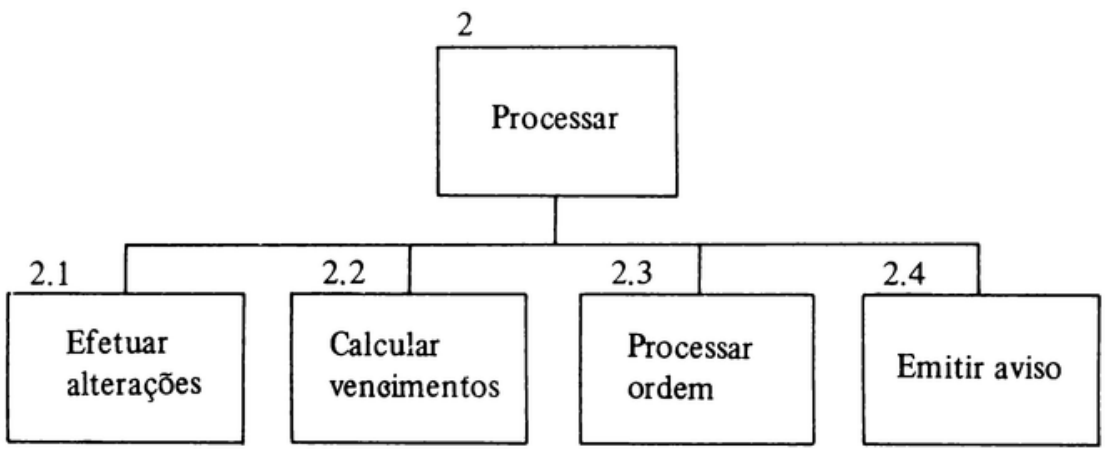 2
Processar
2.1
2.2
2.3
2.4
Efetuar
alterações
Calcular
vencimentos
Processar
ordem
Emitir aviso